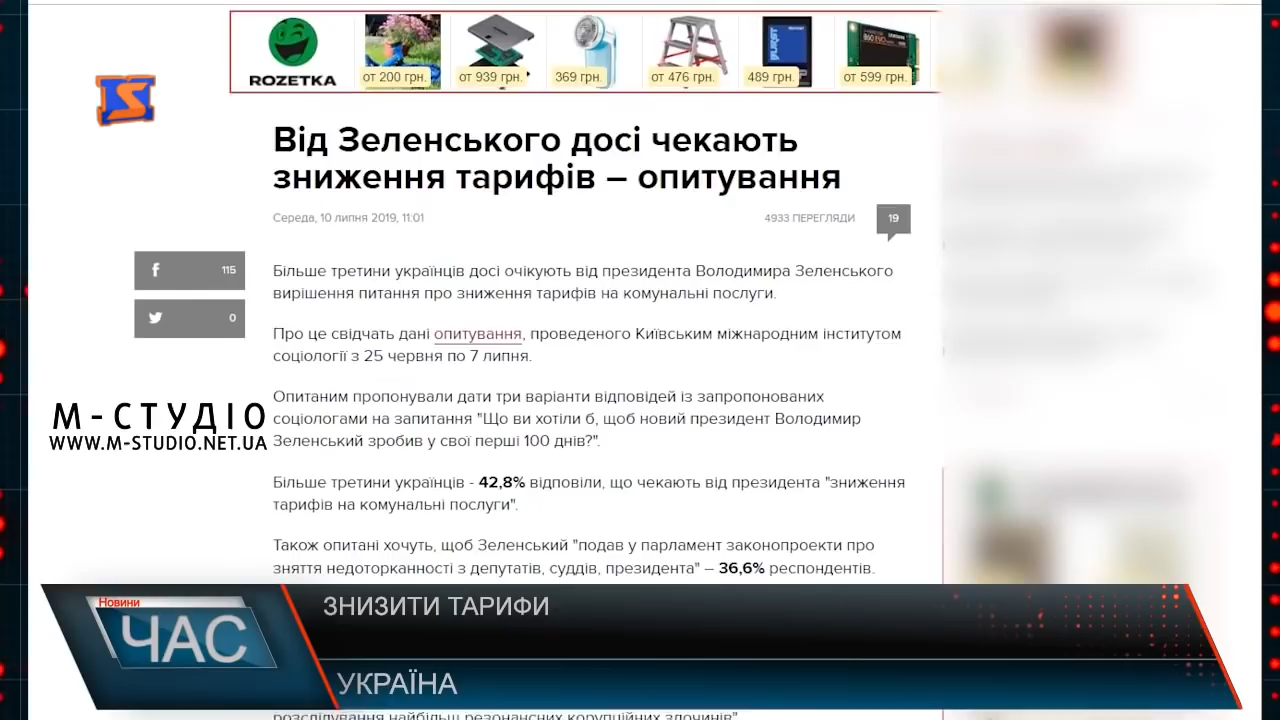 ROZETKA
от 200 грн.
от 939 грн.
369 грн.
от 476 грн.
489 грн.
от 599 грн.
Від Зеленського досі чекають
зниження тарифів – опитування
Середа, 10 липня 2019, 11:01
4933 ПЕРЕГЛЯДИ
19
115
0
Більше третини українців досі очікують від президента Володимира Зеленського
вирішення питання про зниження тарифів на комунальні послуги.
Про це свідчать дані опитування, проведеного Київським міжнародним інститутом
соціології з 25 червня по 7 липня.
Опитаним пропонували дати три варіанти відповідей із запропонованих
соціологами на запитання "Що ви хотіли б, щоб новий президент Володимир
Зеленський зробив у свої перші 100 днів?".
М-СТУДІО
WWW.M-STUDIO.NET.UA
Більше третини українців - 42,8% відповіли, що чекають від президента "зниження
тарифів на комунальні послуги".
Також опитані хочуть, щоб Зеленський "подав у парламент законопроекти про
зняття недоторканності з депутатів, суддів, президента" – 36,6% респондентів.
Новини
ЧАС
ЗНИЗИТИ ТАРИФИ
УКРАЇНА
розслідування найбільш резонансних корупційних злочинів"